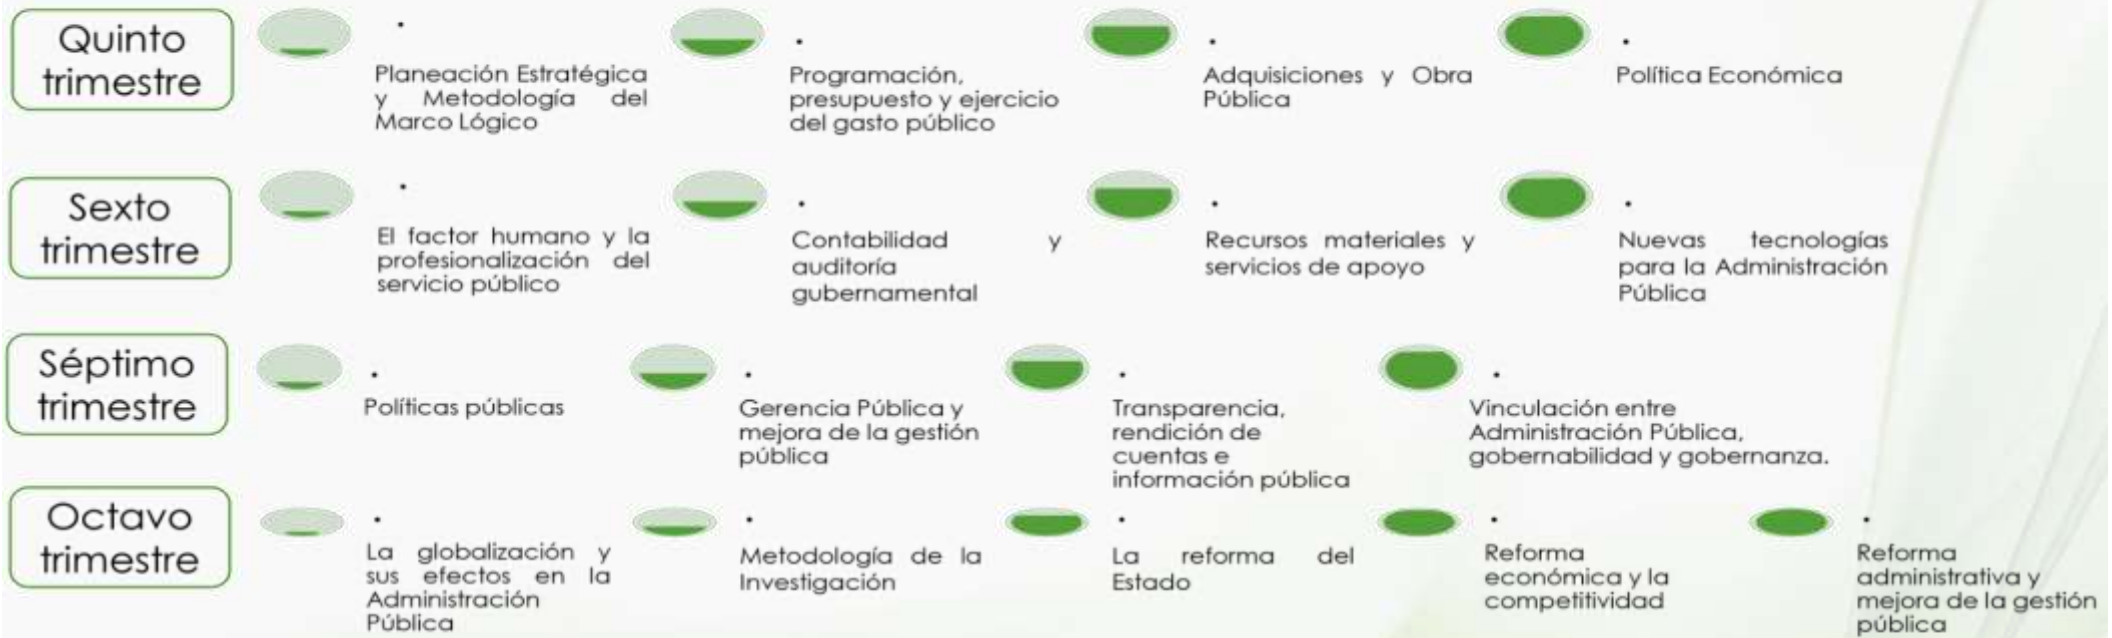 Quinto
trimestre
Planeación Estratégica
y Metodología del
Marco Lógico
Programación,
presupuesto y ejercicio
del gasto público
Adquisiciones y Obra
Pública
Política Económica
Sexto
trimestre
El factor humano y la
profesionalización del
servicio público
Contabilidad y
auditoría
gubernamental
Recursos materiales y
servicios de apoyo
Nuevas tecnologías
para la Administración
Pública
Séptimo
trimestre
Políticas públicas
Gerencia Pública y
mejora de la gestión
pública
Transparencia,
rendición de
cuentas e
información pública
Vinculación entre
Administración Pública,
gobernabilidad y gobernanza.
Octavo
trimestre
La globalización y
sus efectos en la
Administración
Pública
Metodología de la
Investigación
La reforma del
Estado
Reforma
económica y la
competitividad
Reforma
administrativa y
mejora de la gestión
pública